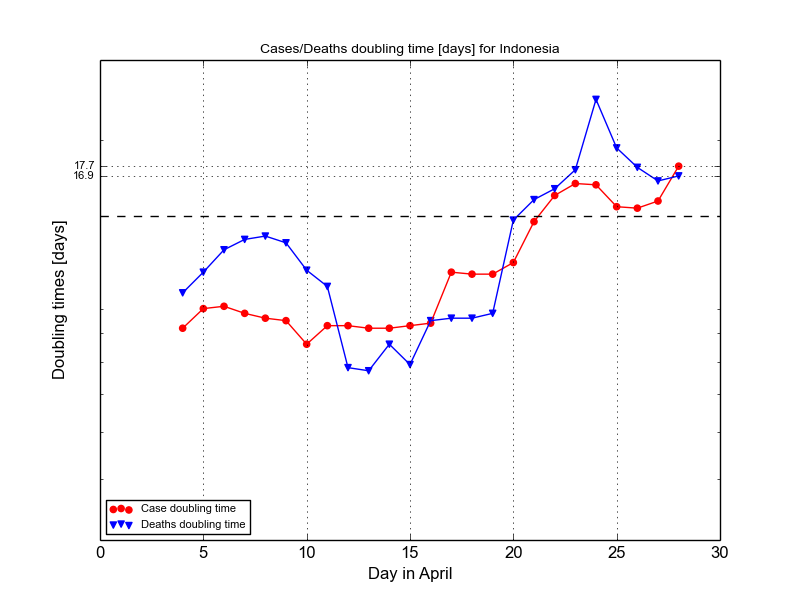 Cases/Deaths doubling time [days] for Indonesia
17.7
16.9
Doubling times [days]
Case doubling time
Deaths doubling time
0 5 10 15 20 25 30
Day in April